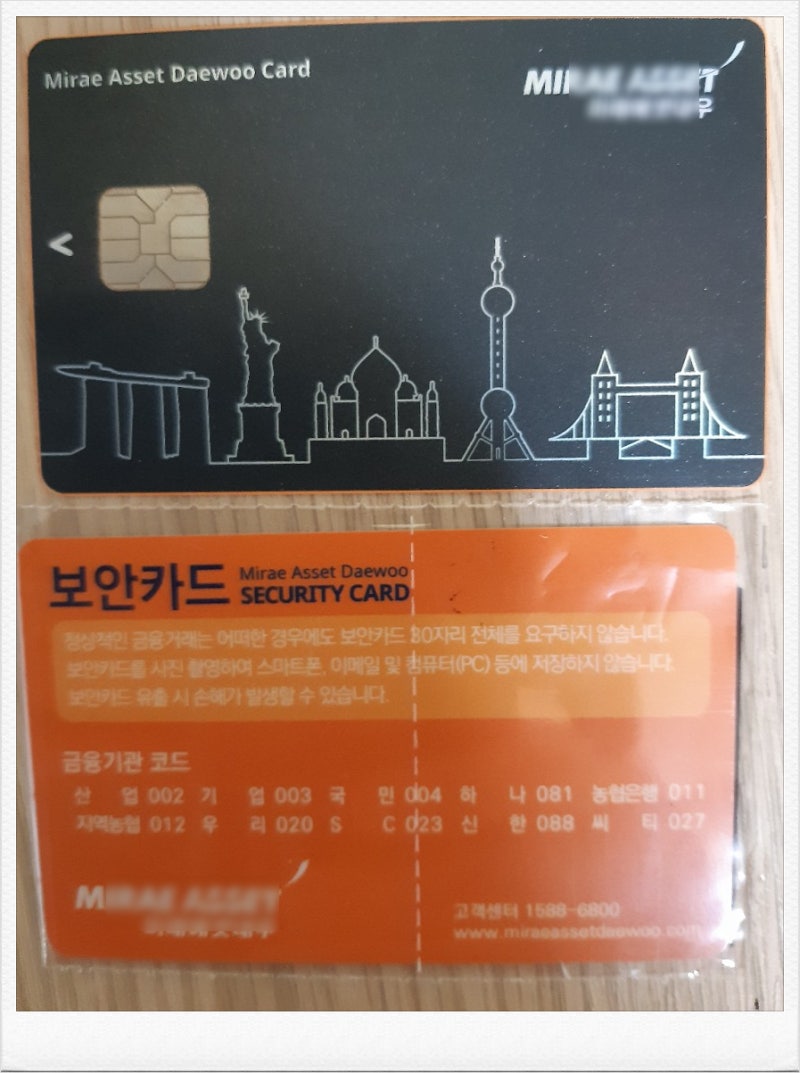 Mirae Asset Daewoo Card
MIRAE ASSET
보안카드 Mirae Asset Daewoo
SECURITY CARD
정상적인 금융거래는 어떠한 경우에도 보안카드 30자리 전체를 요구하지 않습니다.
보안카드를 사진 촬영하여 스마트폰, 이메일 및 컴퓨터(PC) 등에 저장하지 않습니다.
보안카드 유출 시 손해가 발생할 수 있습니다.
금융기관 코드
산 업 002 기 업 003 국 민 004 하 나 081 농협은행 011
지역농협 012 우 리 020 S C 023 신 한 088 씨 티 027
MIRAE ASSET
고객센터 1588-6800
www.miraeassetdaewoo.com